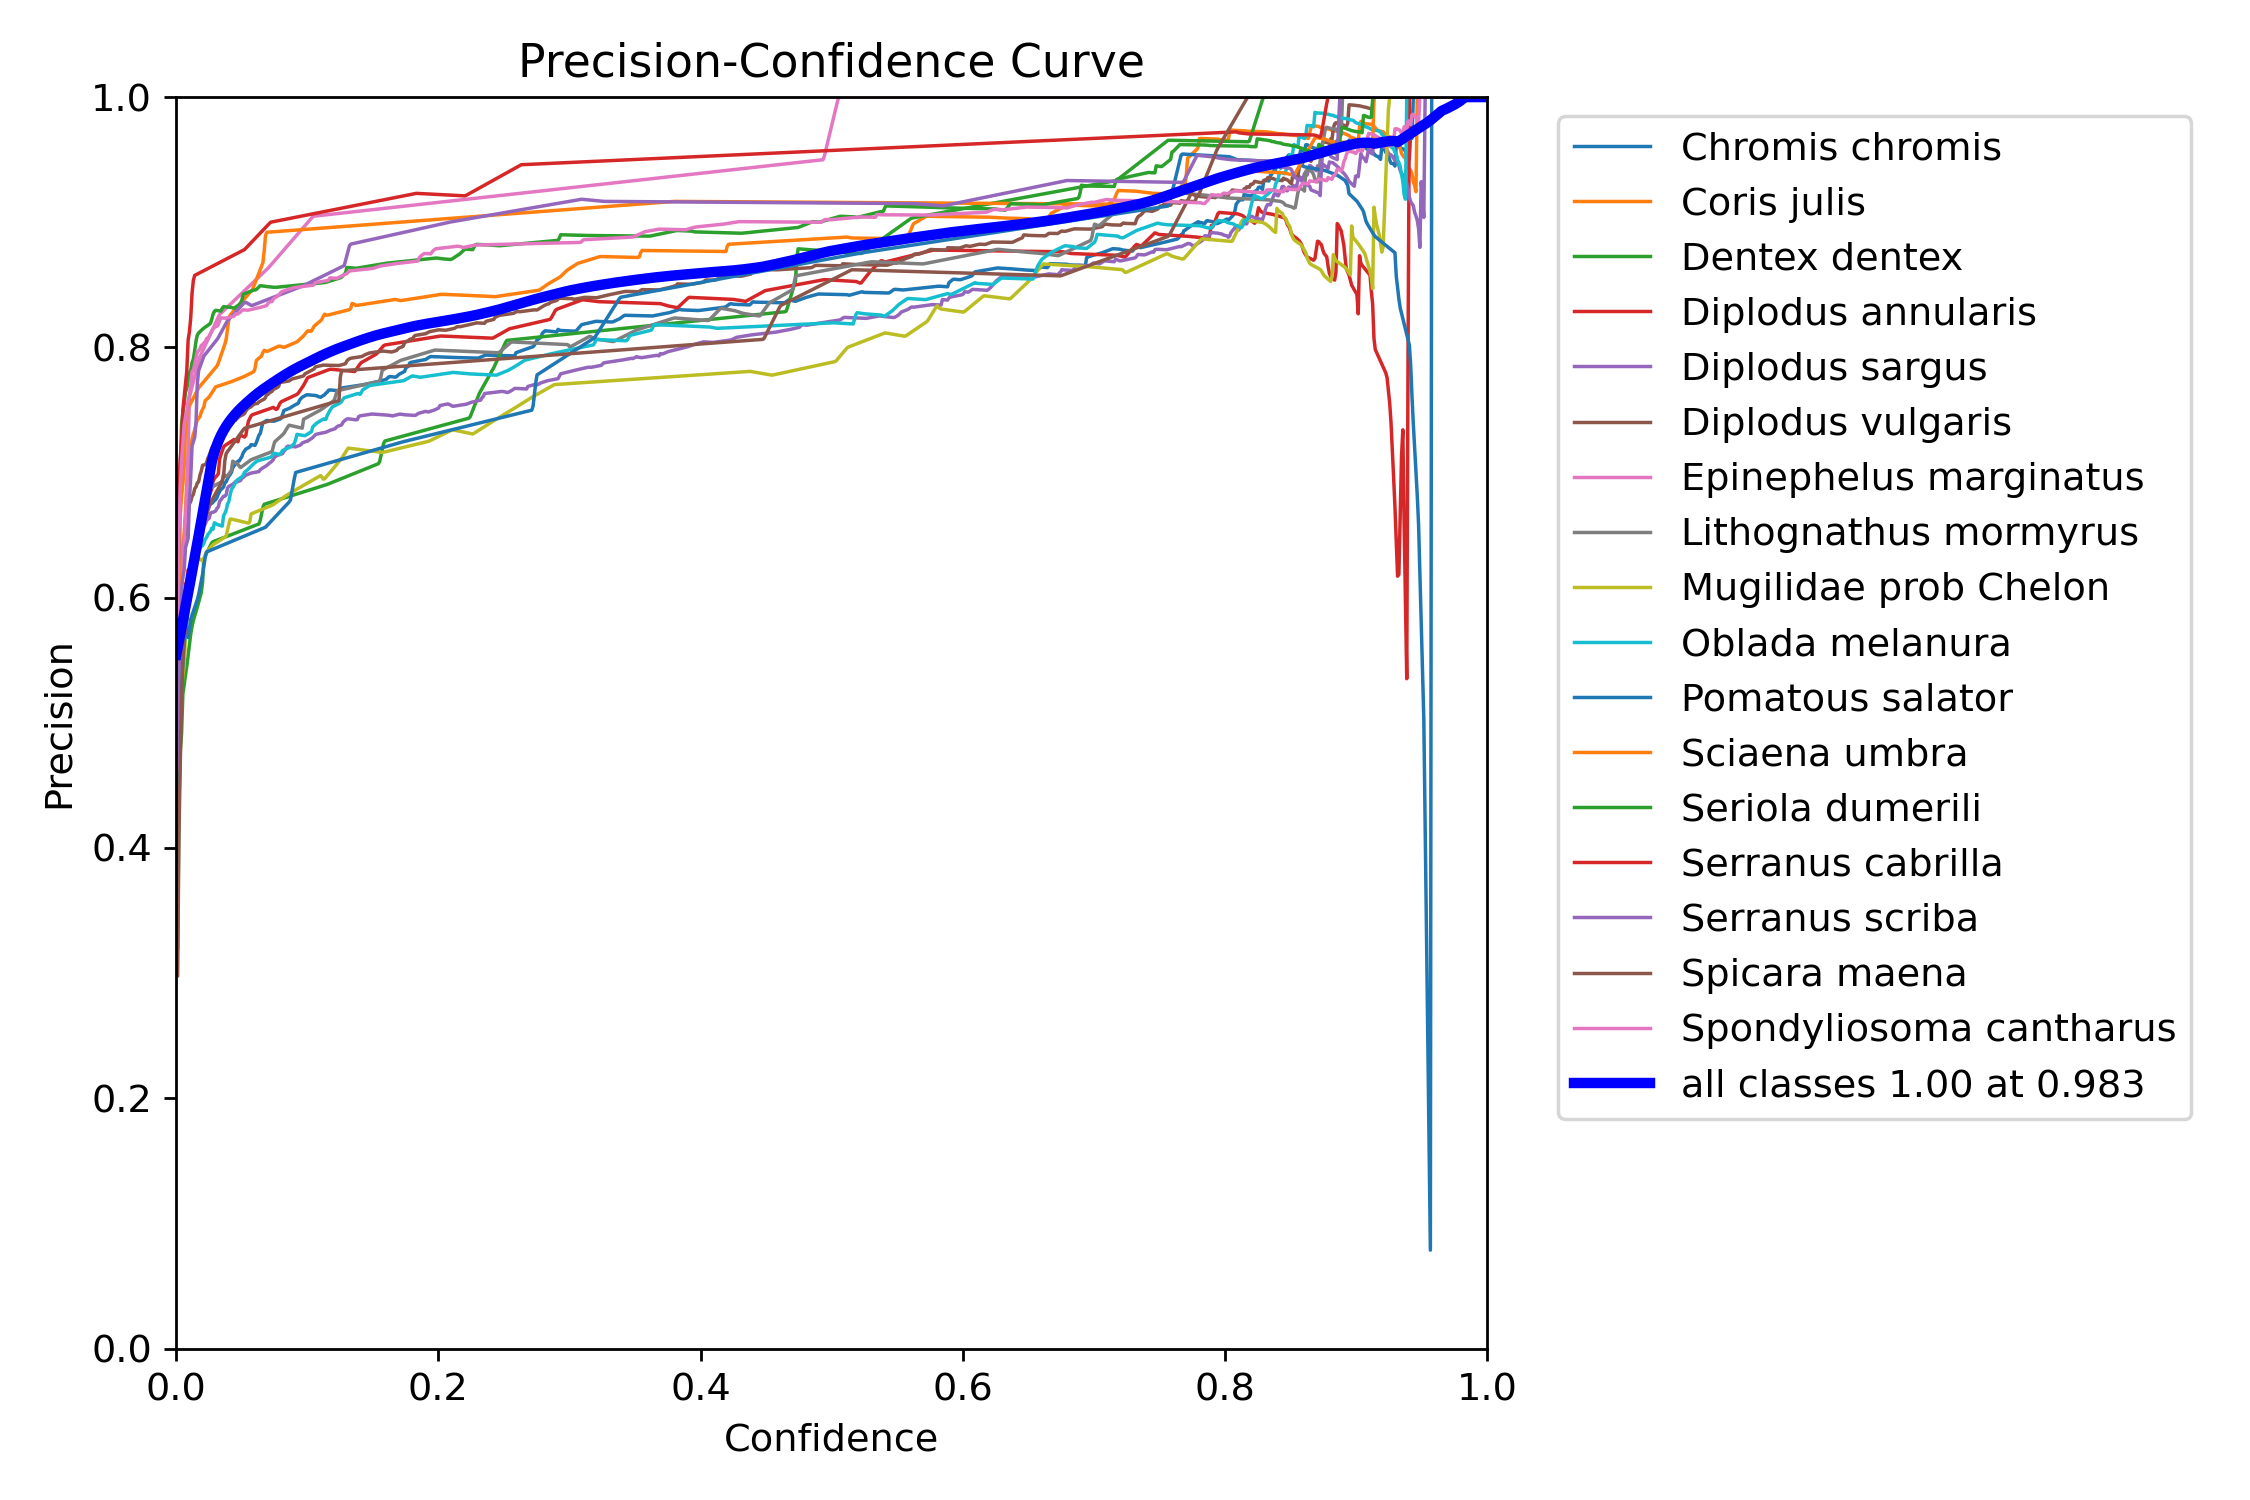 Precision-Confidence Curve
1.0
0.8
0.6
0.4
0.2
0.0
Precision
0.0 0.2 0.4 0.6 0.8 1.0
Confidence
Chromis chromis
Coris julis
Dentex dentex
Diplodus annularis
Diplodus sargus
Diplodus vulgaris
Epinephelus marginatus
Lithognathus mormyrus
Mugilidae prob Chelon
Oblada melanura
Pomatous salator
Sciaena umbra
Seriola dumerili
Serranus cabrilla
Serranus scriba
Spicara maena
Spondyliosoma cantharus
all classes 1.00 at 0.983